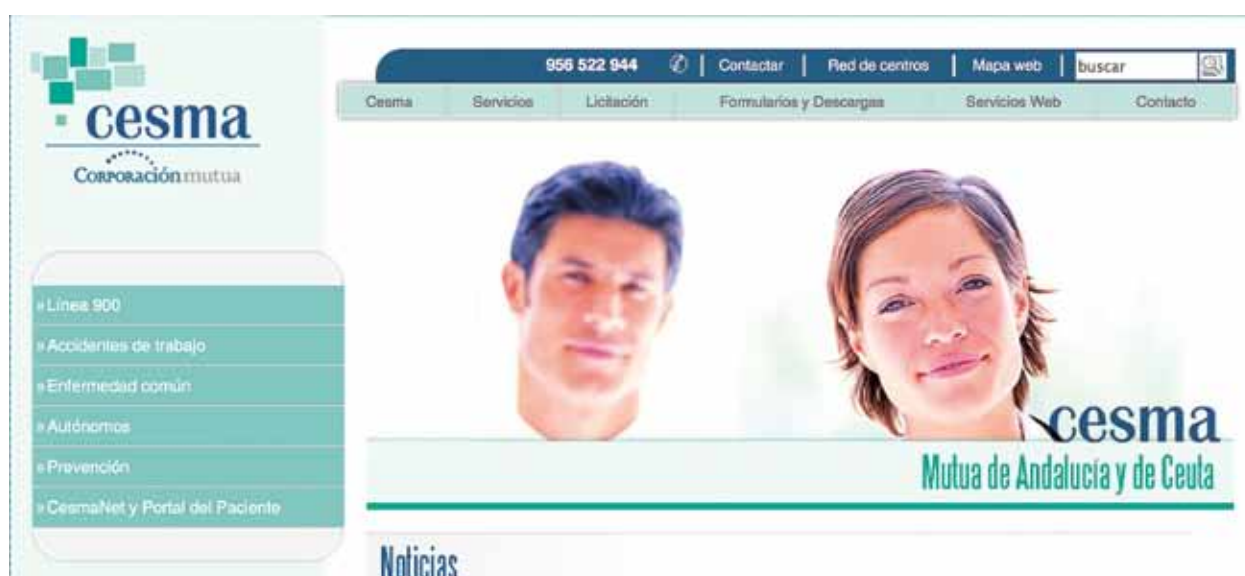 cesma
Corporación mutua
956 522 944 Contactar Red de centros Mapa web buscar
Cesma Servicios Licitación Formularios y Descargas Servicios Web Contacto
» Línea 900
» Accidentes de trabajo
» Enfermedad común
» Autónomos
» Prevención
» CesmaNet y Portal del Paciente
cesma
Mutua de Andalucía y de Ceuta
Noticias